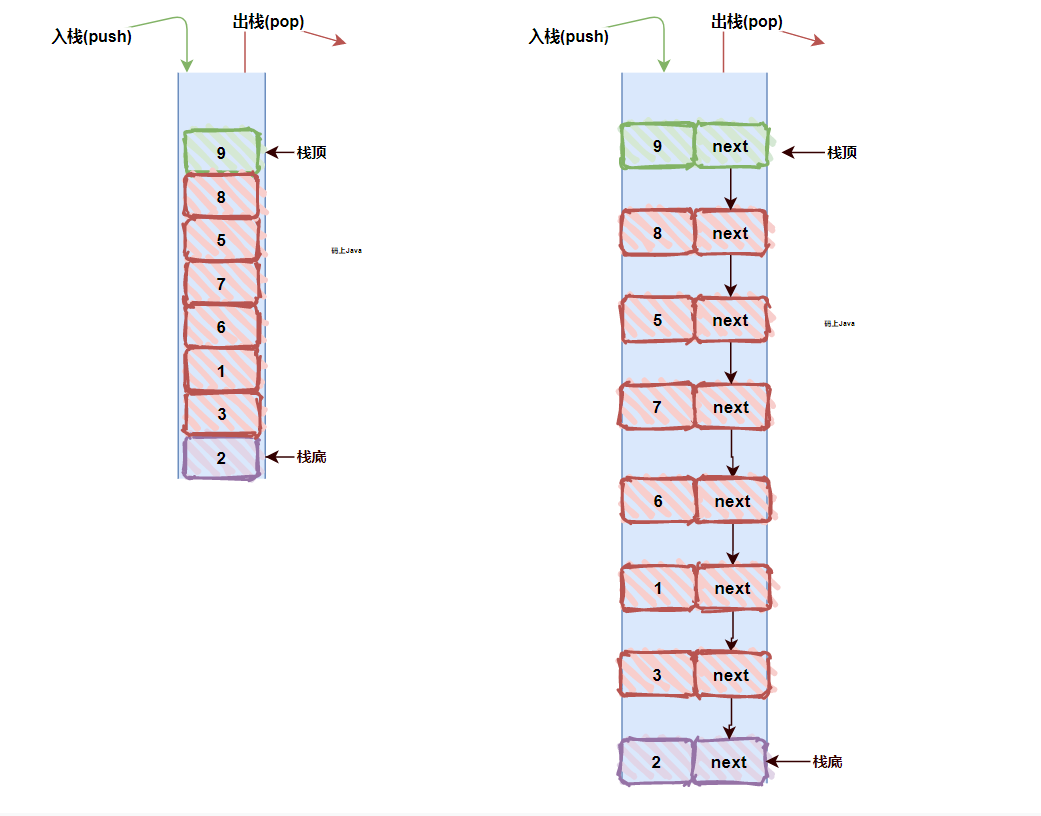 入栈(push)
出栈(pop)
9
栈顶
8
5
码上Java
7
6
1
3
2
栈底
入栈(push)
出栈(pop)
9 next
栈顶
8 next
5 next
码上Java
7 next
6 next
1 next
3 next
2 next
栈底